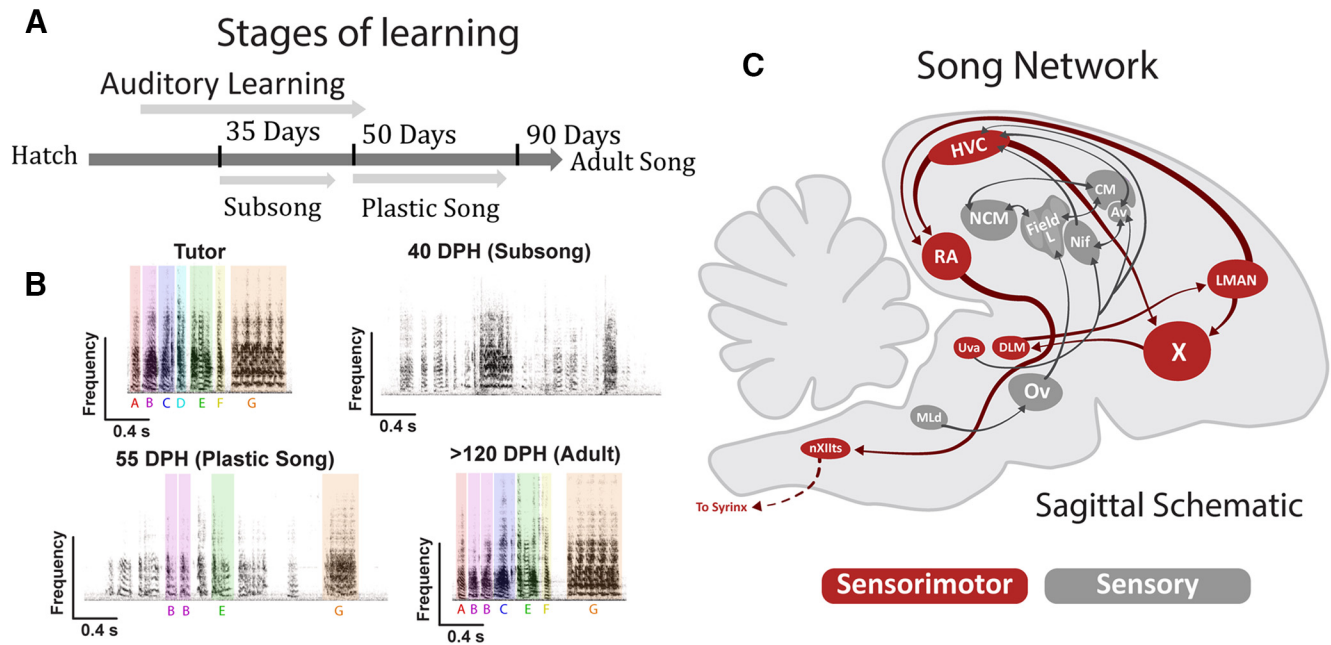 A
Stages of learning
Auditory Learning
35 Days
50 Days
90 Days
Hatch
Adult Song
Subsong
Plastic Song
B
Tutor
Frequency
A B C D E F G
0.4 s
40 DPH (Subsong)
Frequency
0.4 s
55 DPH (Plastic Song)
Frequency
B B E G
0.4 s
>120 DPH (Adult)
Frequency
A B B C E F G
0.4 s
C
Song Network
HVC
CM
NCM
Field L
Av
Nif
RA
LMAN
Uva
DLM
X
Ov
MLd
nXIIts
To Syrinx
Sagittal Schematic
Sensorimotor
Sensory